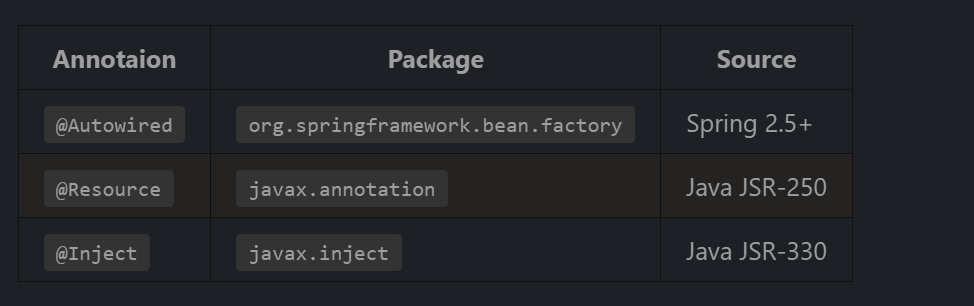 Annotaion Package Source
@Autowired org.springframework.bean.factory Spring 2.5+
@Resource javax.annotation Java JSR-250
@Inject javax.inject Java JSR-330